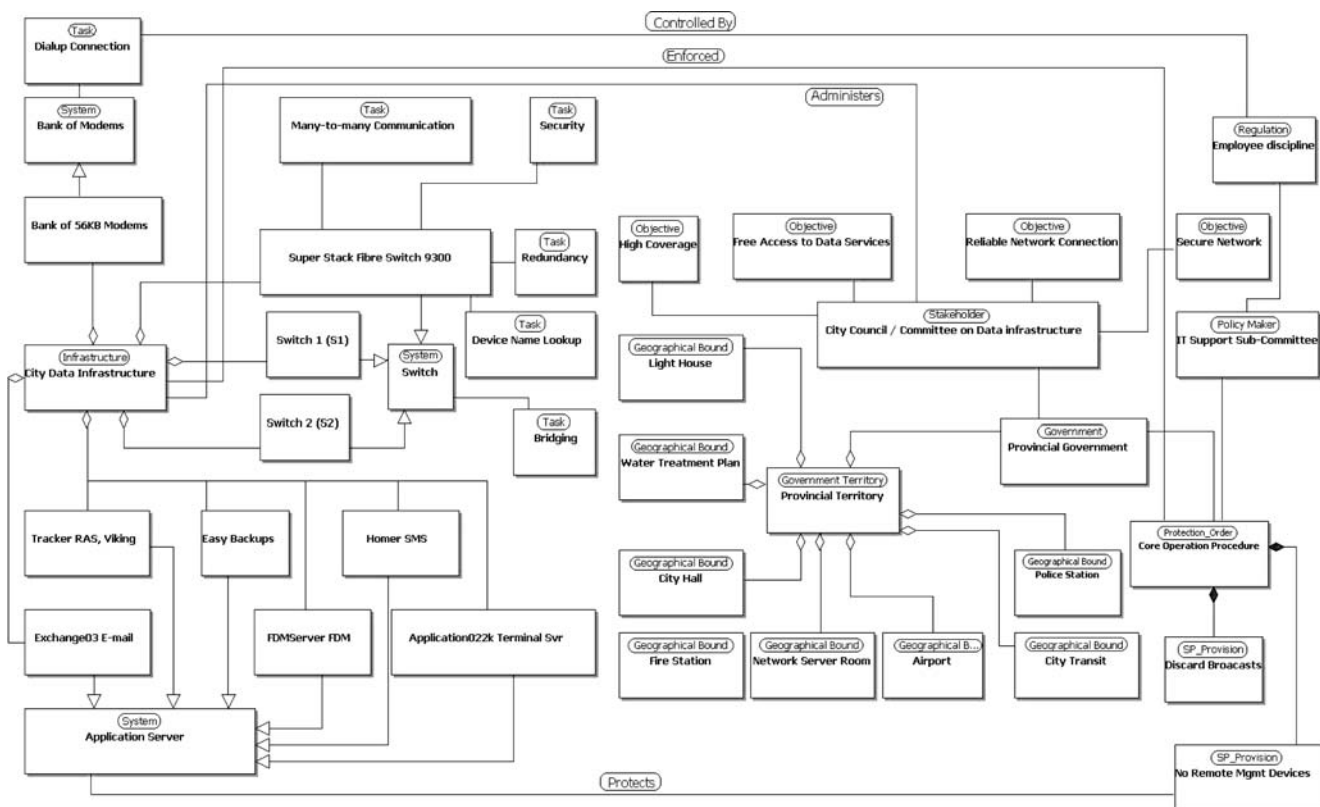 Controlled By
Task
Dialup Connection
Enforced
Administers
System
Bank of Modems
Task
Many-to-many Communication
Task
Security
Regulation
Employee discipline
Bank of 56KB Modems
Super Stack Fibre Switch 9300
Task
Redundancy
Objective
High Coverage
Objective
Free Access to Data Services
Objective
Reliable Network Connection
Objective
Secure Network
Task
Device Name Lookup
Stakeholder
City Council / Committee on Data infrastructure
Policy Maker
IT Support Sub-Committee
Infrastructure
City Data Infrastructure
Switch 1 (S1)
System
Switch
Geographical Bound
Light House
Switch 2 (S2)
Task
Bridging
Geographical Bound
Water Treatment Plan
Government
Provincial Government
Government Territory
Provincial Territory
Tracker RAS, Viking
Easy Backups
Homer SMS
Protection_Order
Core Operation Procedure
Geographical Bound
City Hall
Geographical Bound
Police Station
Exchange03 E-mail
FDMServer FDM
Application022k Terminal Svr
Geographical Bound
Fire Station
Geographical Bound
Network Server Room
Geographical B...
Airport
Geographical Bound
City Transit
SP_Provision
Discard Broacasts
System
Application Server
SP_Provision
No Remote Mgmt Devices
Protects